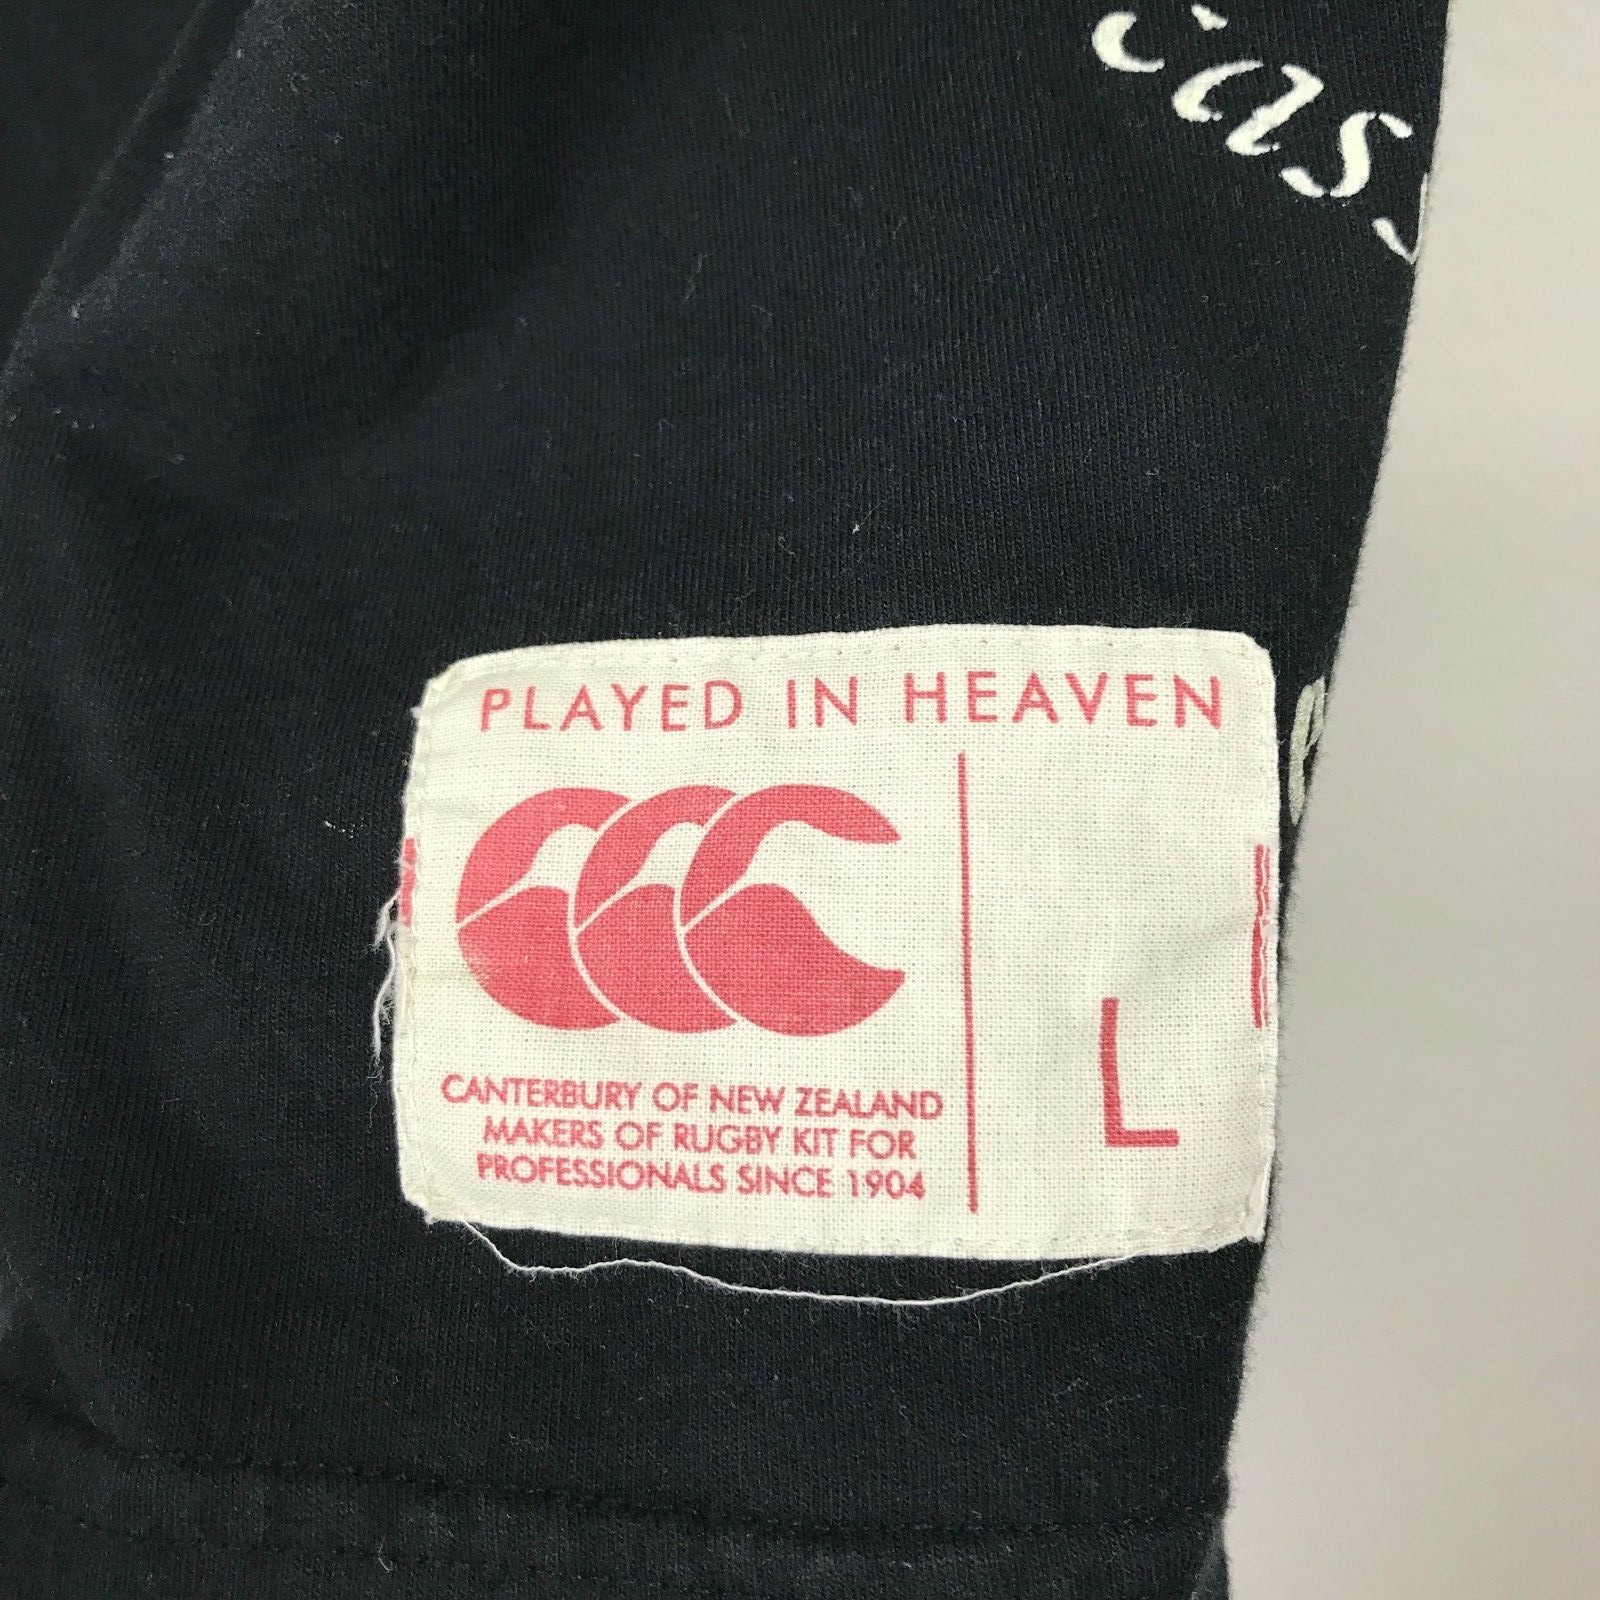 PLAYED IN HEAVEN
CANTERBURY OF NEW ZEALAND
MAKERS OF RUGBY KIT FOR
PROFESSIONALS SINCE 1904
L